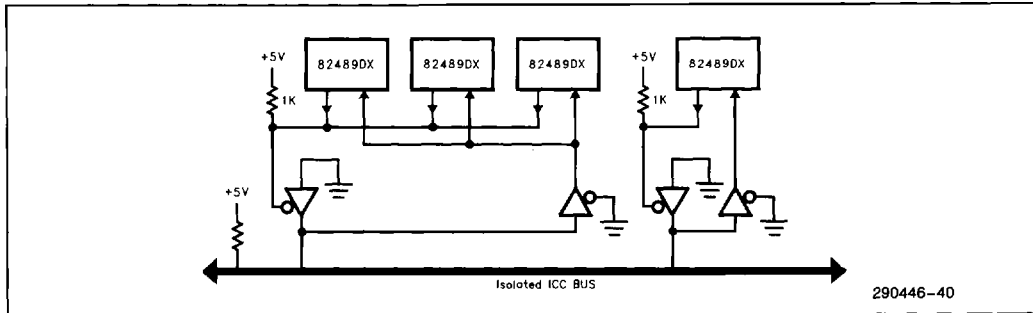 +5V
82489DX
82489DX
82489DX
+5V
82489DX
1K
1K
+5V
Isolated ICC BUS
290446-40